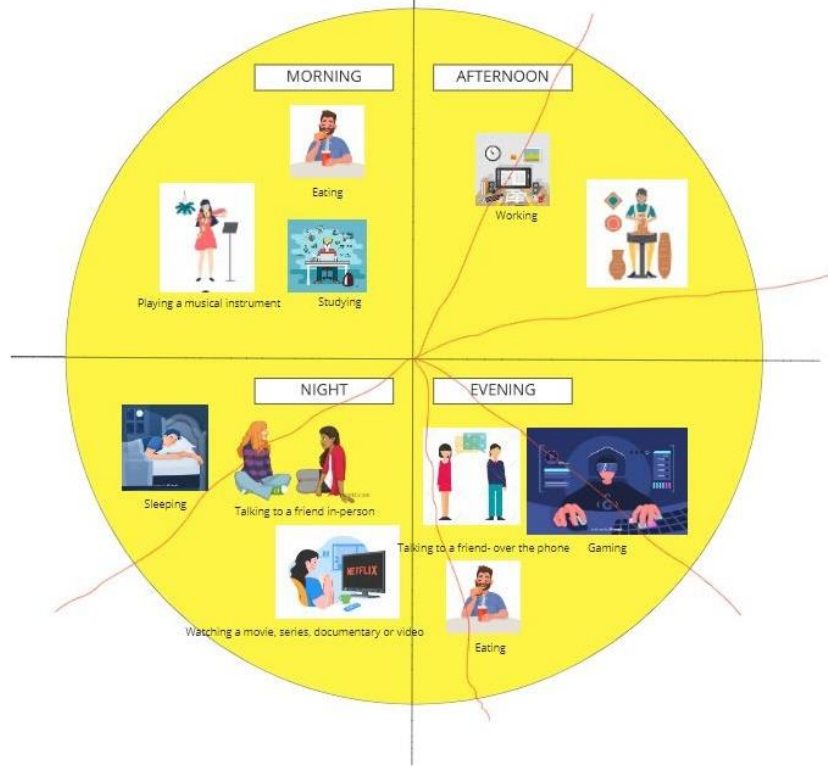 MORNING
AFTERNOON
Eating
Working
Playing a musical instrument
Studying
NIGHT
EVENING
Sleeping
Talking to a friend in-person
Talking to a friend- over the phone
Gaming
NETFLIX
Watching a movie, series, documentary or video
Eating